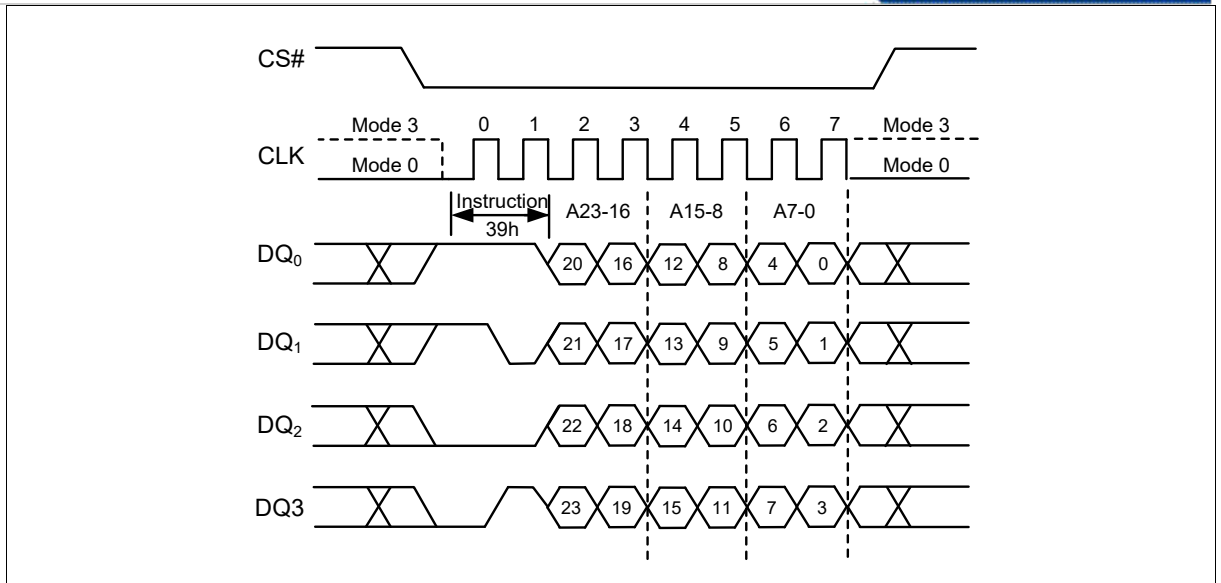 CS#
Mode 3 0 1 2 3 4 5 6 7 Mode 3
CLK
Mode 0 Mode 0
Instruction A23-16 A15-8 A7-0
39h
DQ0 20 16 12 8 4 0
DQ1 21 17 13 9 5 1
DQ2 22 18 14 10 6 2
DQ3 23 19 15 11 7 3